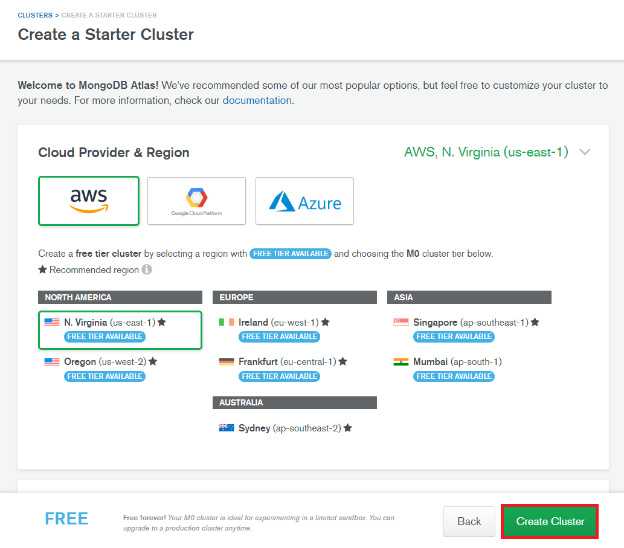 CLUSTERS > CREATE A STARTER CLUSTER
Create a Starter Cluster
Welcome to MongoDB Atlas! We've recommended some of our most popular options, but feel free to customize your cluster to
your needs. For more information, check our documentation.
Cloud Provider & Region
AWS, N. Virginia (us-east-1)
aws
Google Cloud Platform
Azure
Create a free tier cluster by selecting a region with FREE TIER AVAILABLE and choosing the M0 cluster tier below.
★ Recommended region i
NORTH AMERICA
N. Virginia (us-east-1) ★
FREE TIER AVAILABLE
Oregon (us-west-2) ★
FREE TIER AVAILABLE
EUROPE
Ireland (eu-west-1) ★
FREE TIER AVAILABLE
Frankfurt (eu-central-1) ★
FREE TIER AVAILABLE
AUSTRALIA
Sydney (ap-southeast-2) ★
ASIA
Singapore (ap-southeast-1) ★
FREE TIER AVAILABLE
Mumbai (ap-south-1)
FREE TIER AVAILABLE
FREE
Free forever! Your M0 cluster is ideal for experimenting in a limited sandbox. You can
upgrade to a production cluster anytime.
Back
Create Cluster